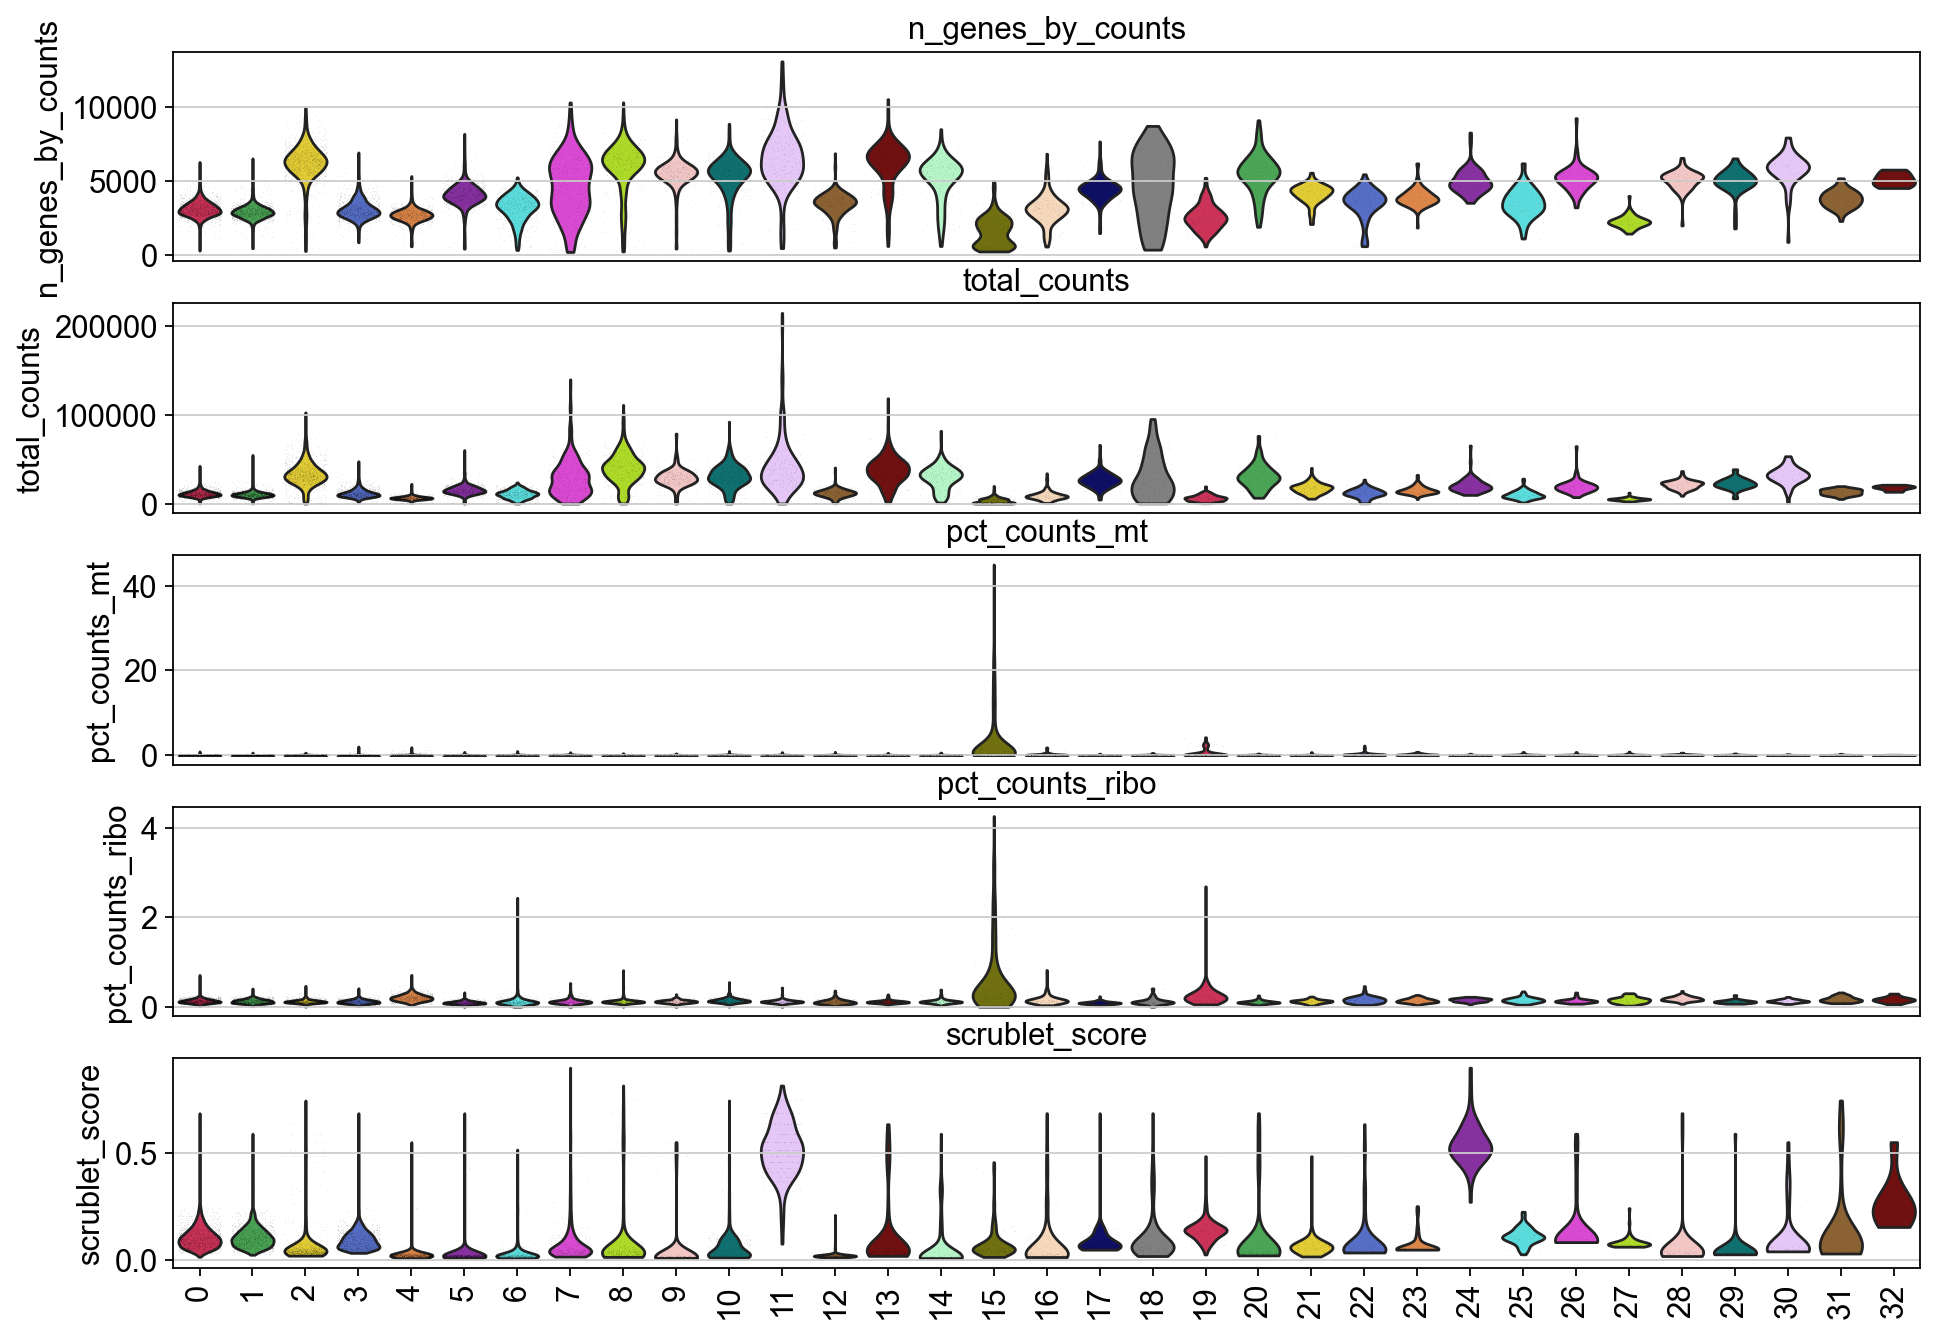 n_genes_by_counts
n_genes_by_counts
10000
5000
0
total_counts
total_counts
200000
100000
0
pct_counts_mt
pct_counts_mt
40
20
0
pct_counts_ribo
pct_counts_ribo
4
2
0
scrublet_score
scrublet_score
0.5
0.0
0 1 2 3 4 5 6 7 8 9 10 11 12 13 14 15 16 17 18 19 20 21 22 23 24 25 26 27 28 29 30 31 32